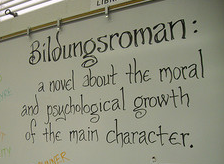 Bildungsroman:
a novel about the moral
and psychological growth
of the main character.